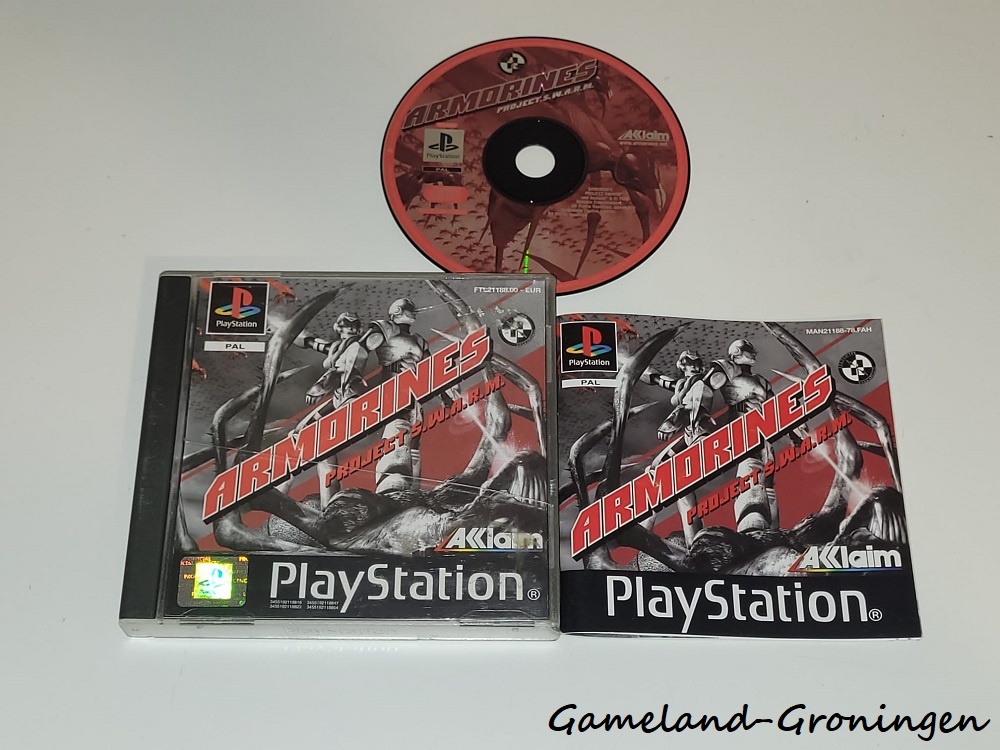 ARMORINES
PROJECT S.W.A.R.M.
PlayStation
PAL
AKKlaim
PlayStation
PAL
FTL21188.00 - EUR
ARMORINES
PROJECT S.W.A.R.M.
AKKlaim
PlayStation®
PlayStation
PAL
MAN21188-78.FAH
ARMORINES
PROJECT S.W.A.R.M.
AKKlaim
PlayStation®
Gameland-Groningen